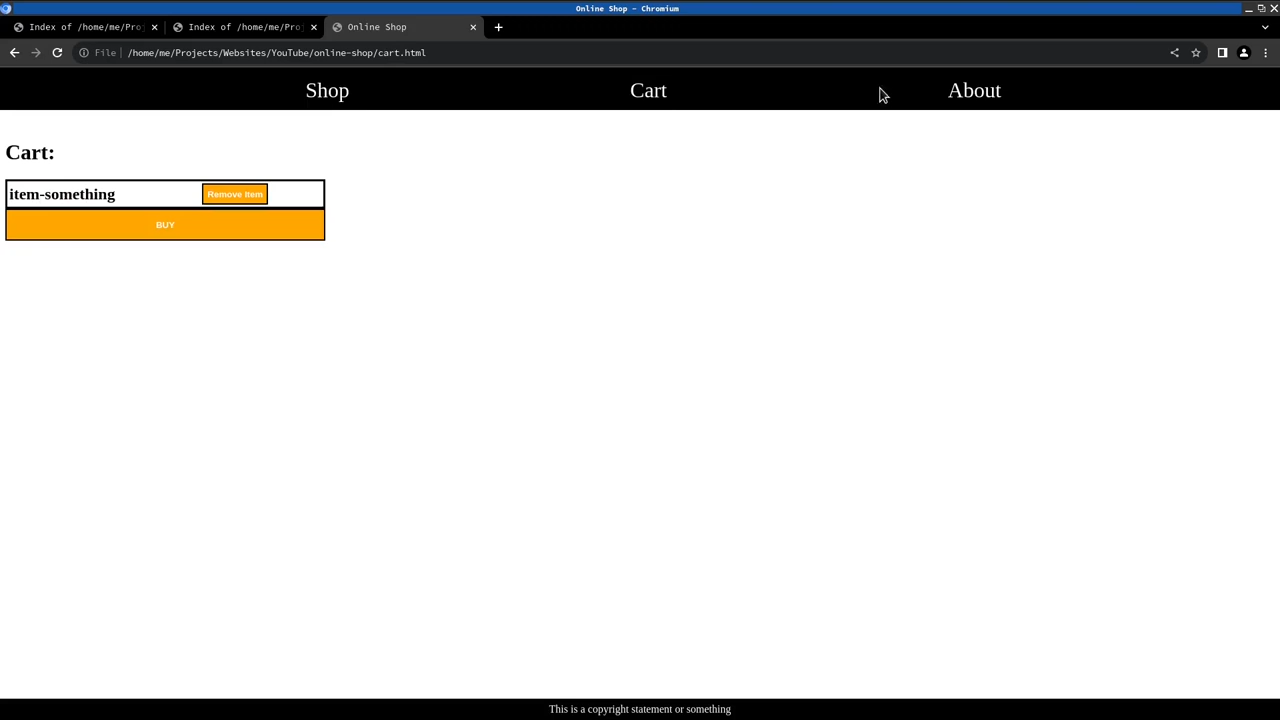 Online Shop - Chromium
Index of /home/me/Pro
Index of /home/me/Pro
Online Shop
File
/home/me/Projects/Websites/YouTube/online-shop/cart.html
Shop
Cart
About
Cart:
item-something
Remove Item
BUY
This is a copyright statement or something